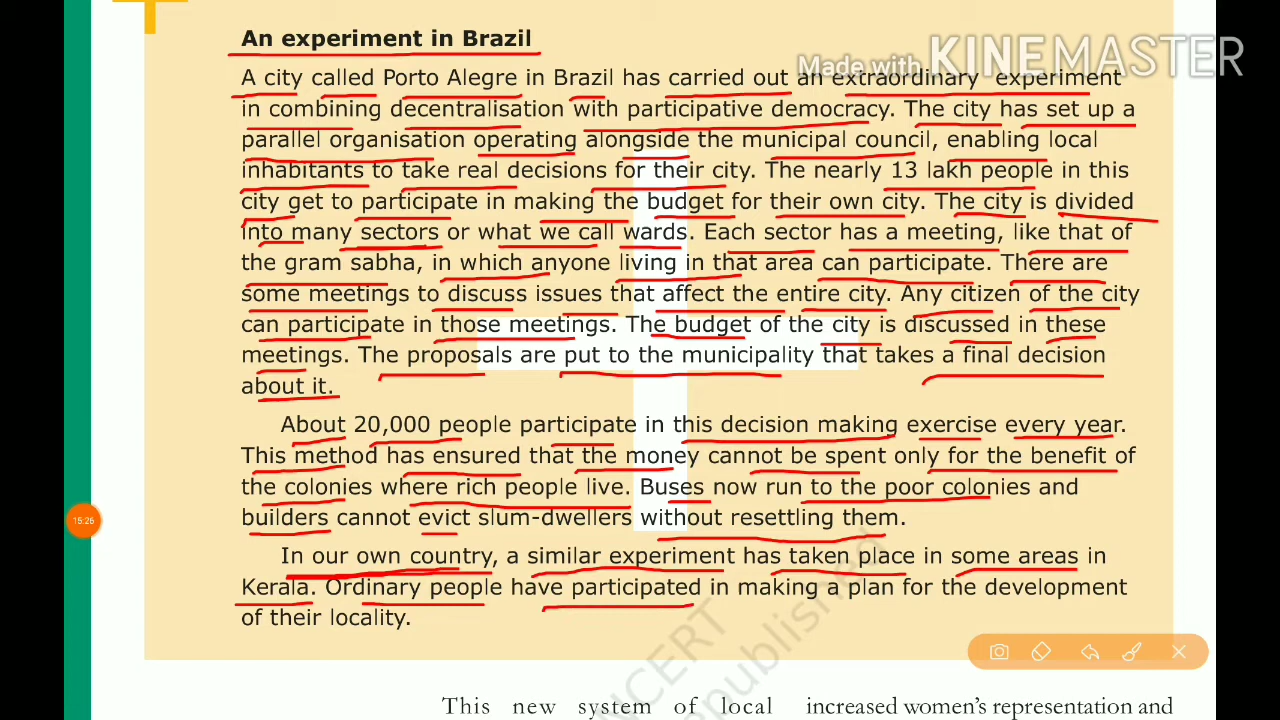 An experiment in Brazil
Made with KINEMASTER
A city called Porto Alegre in Brazil has carried out an extraordinary experiment
in combining decentralisation with participative democracy. The city has set up a
parallel organisation operating alongside the municipal council, enabling local
inhabitants to take real decisions for their city. The nearly 13 lakh people in this
city get to participate in making the budget for their own city. The city is divided
into many sectors or what we call wards. Each sector has a meeting, like that of
the gram sabha, in which anyone living in that area can participate. There are
some meetings to discuss issues that affect the entire city. Any citizen of the city
can participate in those meetings. The budget of the city is discussed in these
meetings. The proposals are put to the municipality that takes a final decision
about it.
About 20,000 people participate in this decision making exercise every year.
This method has ensured that the money cannot be spent only for the benefit of
the colonies where rich people live. Buses now run to the poor colonies and
builders cannot evict slum-dwellers without resettling them.
15:26
In our own country, a similar experiment has taken place in some areas in
Kerala. Ordinary people have participated in making a plan for the development
of their locality.
NCERT
republished
This new system of local
increased women's representation and